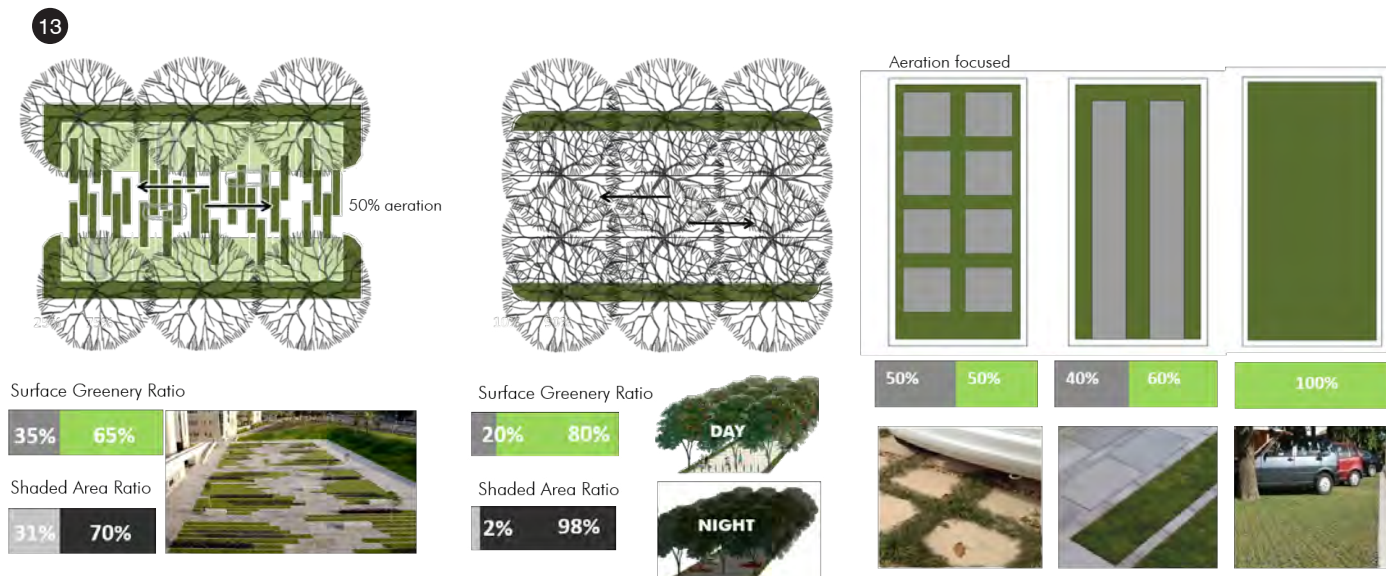 13
50% aeration
Surface Greenery Ratio
35% 65%
Shaded Area Ratio
31% 70%
Surface Greenery Ratio
20% 80%
Shaded Area Ratio
2% 98%
DAY
NIGHT
Aeration focused
50% 50%
40% 60%
100%